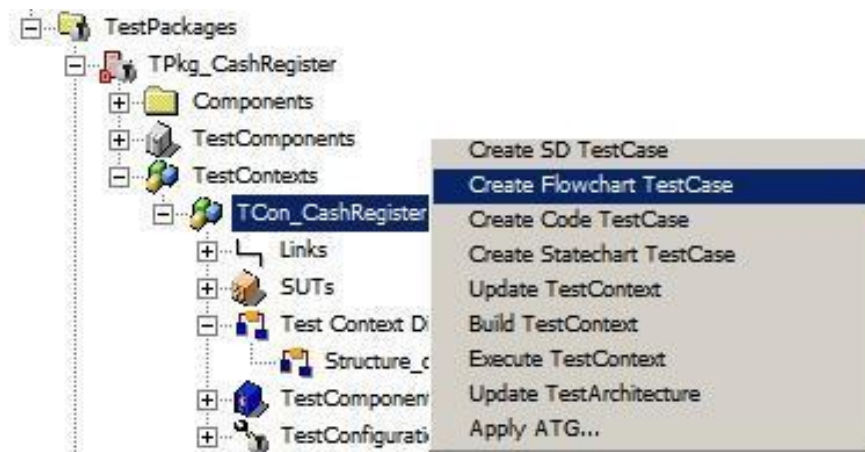 TestPackages
TPkg_CashRegister
Components
TestComponents
TestContexts
TCon_CashRegister
Links
SUTs
Test Context Di
Structure_c
TestComponen
TestConfigurati
Create SD TestCase
Create Flowchart TestCase
Create Code TestCase
Create Statechart TestCase
Update TestContext
Build TestContext
Execute TestContext
Update TestArchitecture
Apply ATG...